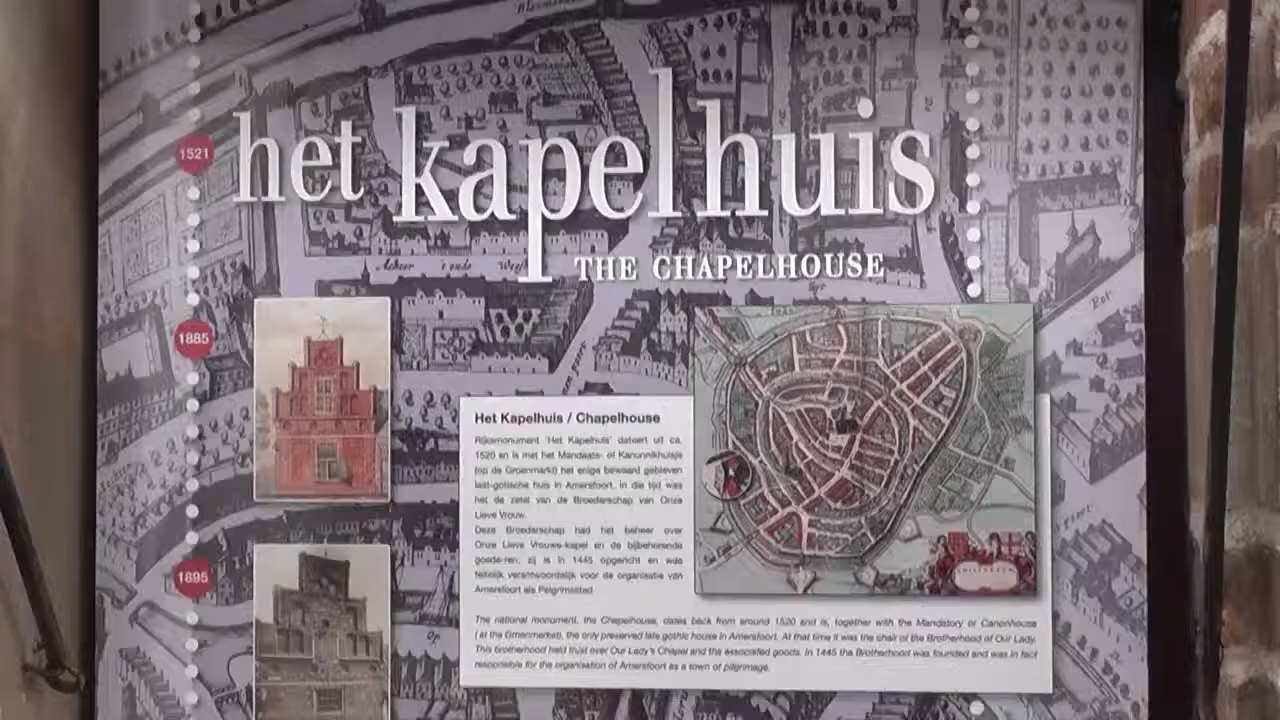 het kapelhuis
THE CHAPELHOUSE
1521
1885
1895
Achter 't oude
Op
Het Kapelhuis / Chapelhouse
Rijksmonument 'Het Kapelhuis' dateert uit ca.
1520 en is met het Mandaats- of Kanunnikhuisje
(op de Groenmarkt) het enige bewaard gebleven
laat-gotische huis in Amersfoort. In die tijd was
het de zetel van de Broederschap van Onze
Lieve Vrouw.
Deze Broederschap had het beheer over
Onze Lieve Vrouwe-kapel en de bijbehorende
goede-ren, zij is in 1445 opgericht en was
feitelijk verantwoordelijk voor de organisatie van
Amersfoort als Pelgrimsstad.
The national monument, the Chapelhouse, dates back from around 1520 and is, together with the Mandatory or Canonhouse
(at the Groenmarket), the only preserved late gothic house in Amersfoort. At that time it was the chair of the Brotherhood of Our Lady.
This brotherhood held trust over Our Lady's Chapel and the associated goods. In 1445 the Brotherhood was founded and was in fact
responsible for the organisation of Amersfoort as a town of pilgrimage.